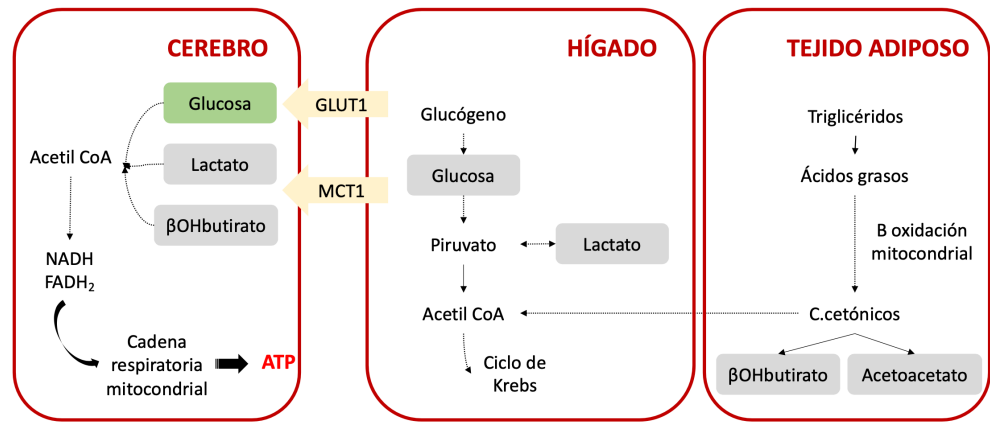 CEREBRO
Glucosa
Acetil CoA
Lactato
βOHbutirato
NADH
FADH₂
Cadena
respiratoria
mitocondrial
ATP
GLUT1
MCT1
HÍGADO
Glucógeno
Glucosa
Piruvato
Lactato
Acetil CoA
Ciclo de
Krebs
TEJIDO ADIPOSO
Triglicéridos
Ácidos grasos
B oxidación
mitocondrial
C.cetónicos
βOHbutirato
Acetoacetato